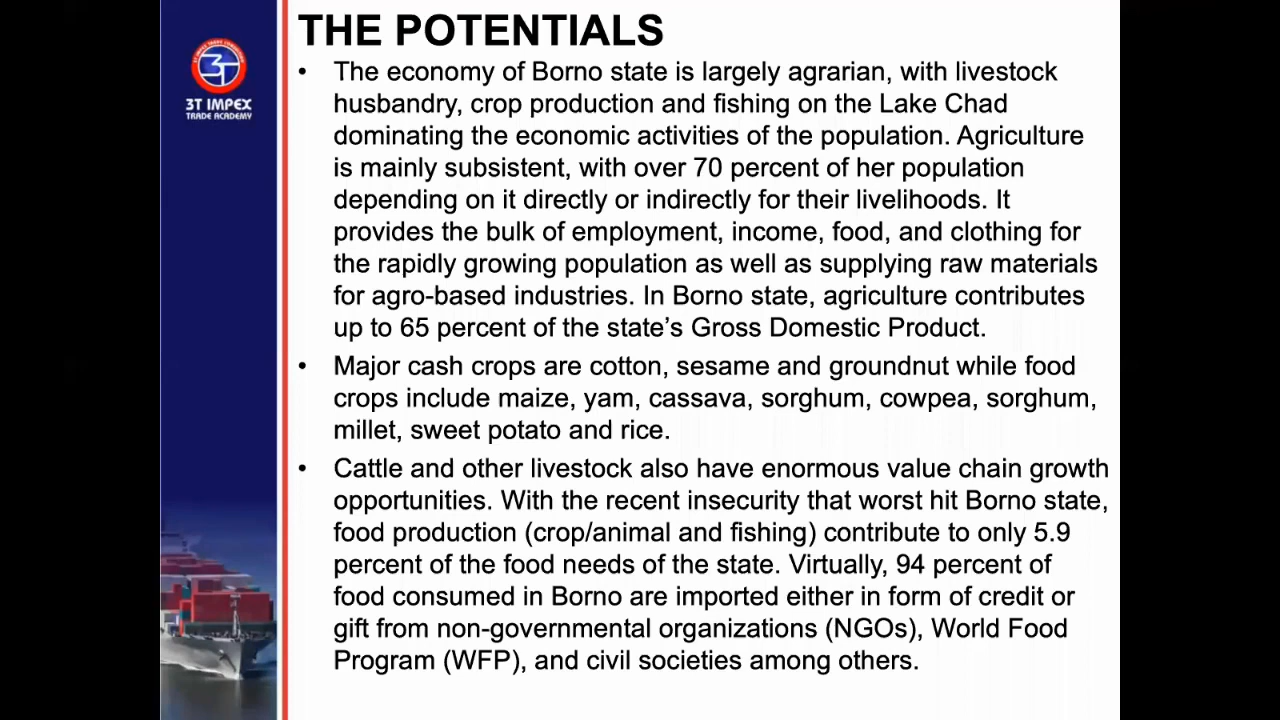 THE POTENTIALS
3T IMPEX
TRADE ACADEMY
• The economy of Borno state is largely agrarian, with livestock
husbandry, crop production and fishing on the Lake Chad
dominating the economic activities of the population. Agriculture
is mainly subsistent, with over 70 percent of her population
depending on it directly or indirectly for their livelihoods. It
provides the bulk of employment, income, food, and clothing for
the rapidly growing population as well as supplying raw materials
for agro-based industries. In Borno state, agriculture contributes
up to 65 percent of the state’s Gross Domestic Product.
• Major cash crops are cotton, sesame and groundnut while food
crops include maize, yam, cassava, sorghum, cowpea, sorghum,
millet, sweet potato and rice.
• Cattle and other livestock also have enormous value chain growth
opportunities. With the recent insecurity that worst hit Borno state,
food production (crop/animal and fishing) contribute to only 5.9
percent of the food needs of the state. Virtually, 94 percent of
food consumed in Borno are imported either in form of credit or
gift from non-governmental organizations (NGOs), World Food
Program (WFP), and civil societies among others.